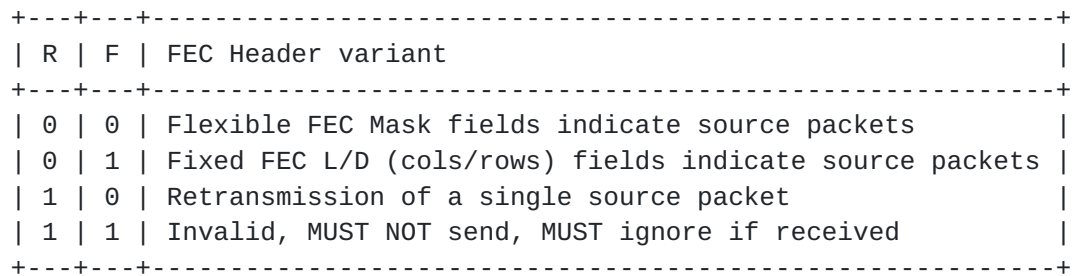 +---+---+-----------------------------------------------------------+
| R | F | FEC Header variant                                        |
+---+---+-----------------------------------------------------------+
| 0 | 0 | Flexible FEC Mask fields indicate source packets          |
| 0 | 1 | Fixed FEC L/D (cols/rows) fields indicate source packets |
| 1 | 0 | Retransmission of a single source packet                  |
| 1 | 1 | Invalid, MUST NOT send, MUST ignore if received           |
+---+---+-----------------------------------------------------------+